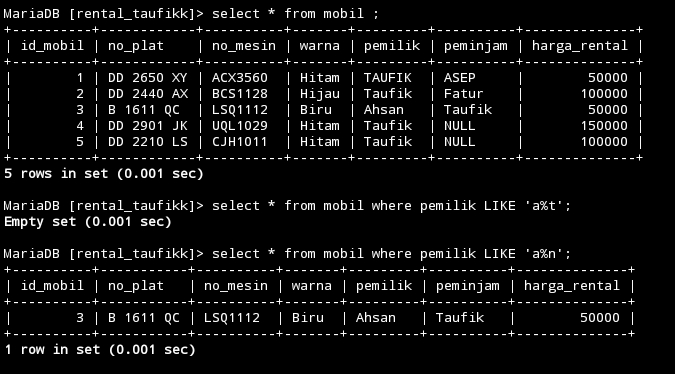 MariaDB [rental_taufikk]> select * from mobil ;
+----------+------------+----------+-------+---------+----------+--------------+
| id_mobil | no_plat    | no_mesin | warna | pemilik | peminjam | harga_rental |
+----------+------------+----------+-------+---------+----------+--------------+
|        1 | DD 2650 XY | ACX3560  | Hitam | TAUFIK  | ASEP     |        50000 |
|        2 | DD 2440 AX | BCS1128  | Hijau | Taufik  | Fatur    |       100000 |
|        3 | B 1611 QC  | LSQ1112  | Biru  | Ahsan   | Taufik   |        50000 |
|        4 | DD 2901 JK | UQL1029  | Hitam | Taufik  | NULL     |       150000 |
|        5 | DD 2210 LS | CJH1011  | Hitam | Taufik  | NULL     |       100000 |
+----------+------------+----------+-------+---------+----------+--------------+
5 rows in set (0.001 sec)
MariaDB [rental_taufikk]> select * from mobil where pemilik LIKE 'a%t';
Empty set (0.001 sec)
MariaDB [rental_taufikk]> select * from mobil where pemilik LIKE 'a%n';
+----------+-----------+----------+-------+---------+----------+--------------+
| id_mobil | no_plat   | no_mesin | warna | pemilik | peminjam | harga_rental |
+----------+-----------+----------+-------+---------+----------+--------------+
|        3 | B 1611 QC | LSQ1112  | Biru  | Ahsan   | Taufik   |        50000 |
+----------+-----------+----------+-------+---------+----------+--------------+
1 row in set (0.001 sec)